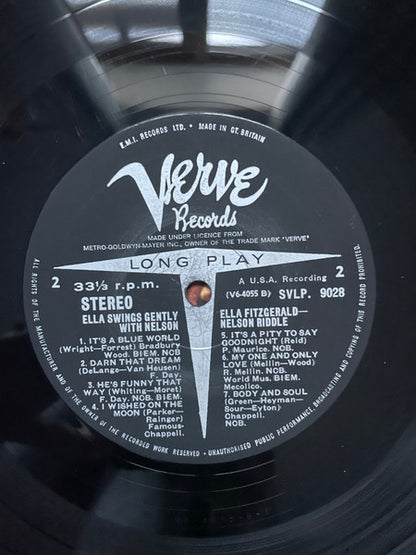 E.M.I. RECORDS LTD. • MADE IN GT. BRITAIN
Verve
Records
MADE UNDER LICENCE FROM
METRO-GOLDWYN-MAYER INC., OWNER OF THE TRADE MARK "VERVE"
LONG PLAY
2
33⅓ r.p.m.
STEREO
ELLA SWINGS GENTLY
WITH NELSON
1. IT'S A BLUE WORLD
(Wright-Forrest) Bradbury
Wood. BIEM. NCB
2. DARN THAT DREAM
(DeLange-Van Heusen)
F. Day.
3. HE'S FUNNY THAT
WAY (Whiting-Moret)
F. Day. NOB. BIEM.
4. I WISHED ON THE
MOON (Parker-
Rainger)
Famous-
Chappell.
A U.S.A. Recording
2
(V6-4055 B) SVLP. 9028
ELLA FITZGERALD—
NELSON RIDDLE
5. IT'S A PITY TO SAY
GOODNIGHT (Reid)
P. Maurice. NCB.
6. MY ONE AND ONLY
LOVE (Mellin-Wood)
R. Mellin. NCB.
World Mus. BIEM.
Mecolico.
7. BODY AND SOUL
(Green-Heyman-
Sour-Eyton)
Chappell.
NCB.
ALL RIGHTS OF THE MANUFACTURER AND OF THE OWNER OF THE RECORDED WORK RESERVED • UNAUTHORISED PUBLIC PERFORMANCE, BROADCASTING AND COPYING OF THIS RECORD PROHIBITED.